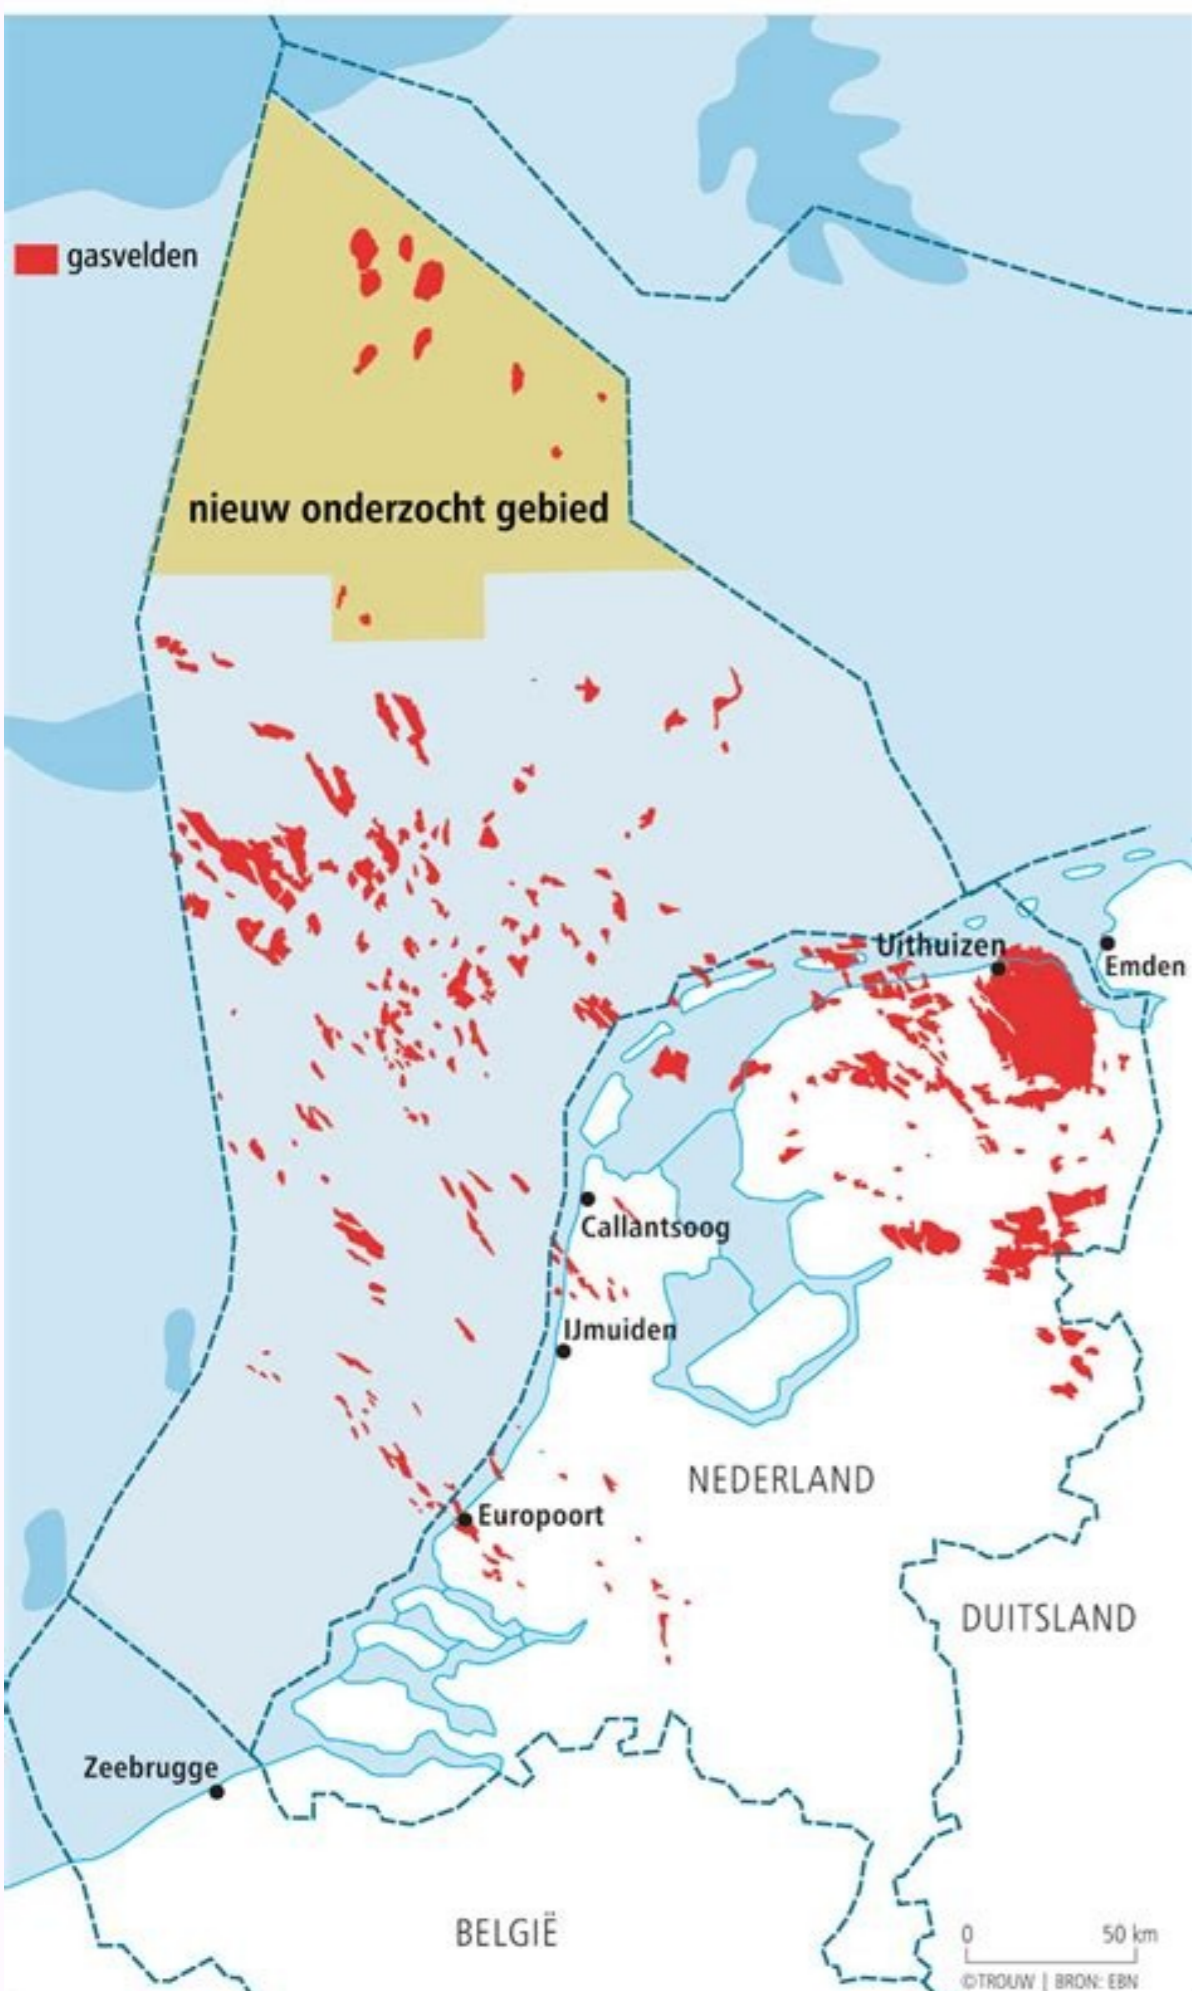 gasvelden
nieuw onderzocht gebied
Uithuizen
Emden
Callantsoog
IJmuiden
NEDERLAND
Europoort
DUITSLAND
Zeebrugge
BELGIË
0 50 km
©TROUW | BRON: EBN